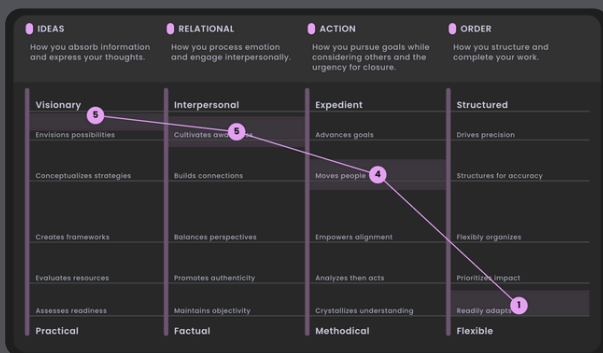 IDEAS
How you absorb information
and express your thoughts.
RELATIONAL
How you process emotion
and engage interpersonally.
ACTION
How you pursue goals while
considering others and the
urgency for closure.
ORDER
How you structure and
complete your work.
Visionary
5
Envisions possibilities
Conceptualizes strategies
Creates frameworks
Evaluates resources
Assesses readiness
Practical
Interpersonal
5
Cultivates
Builds connections
Balances perspectives
Promotes authenticity
Maintains objectivity
Factual
Expedient
Advances goals
Moves people
4
Empowers alignment
Analyzes then acts
Crystallizes understanding
Methodical
Structured
Drives precision
Structures for accuracy
Flexibly organizes
Prioritizes impact
Readily adapts
1
Flexible